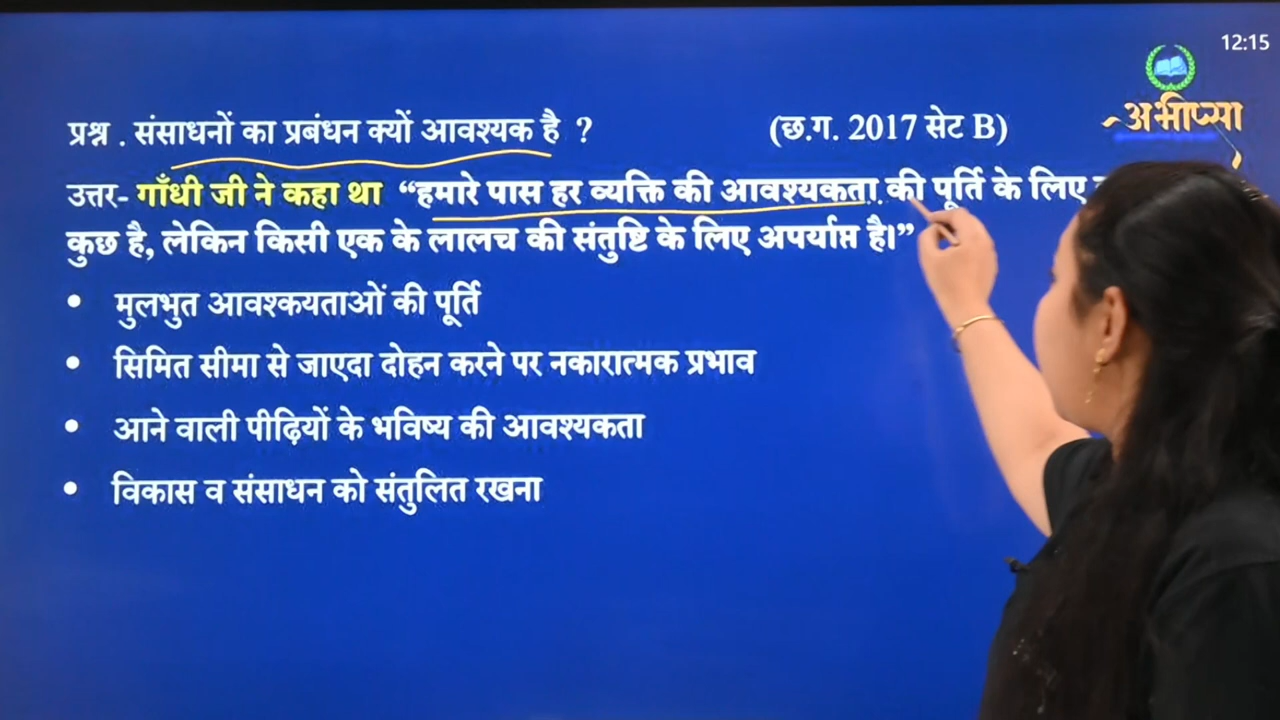 12:15
अभीप्सा
प्रश्न . संसाधनों का प्रबंधन क्यों आवश्यक है ? (छ.ग. 2017 सेट B)
उत्तर- गाँधी जी ने कहा था “हमारे पास हर व्यक्ति की आवश्यकता की पूर्ति के लिए
कुछ है, लेकिन किसी एक के लालच की संतुष्टि के लिए अपर्याप्त है।”
• मुलभुत आवश्कयताओं की पूर्ति
• सिमित सीमा से जाएदा दोहन करने पर नकारात्मक प्रभाव
• आने वाली पीढ़ियों के भविष्य की आवश्यकता
• विकास व संसाधन को संतुलित रखना